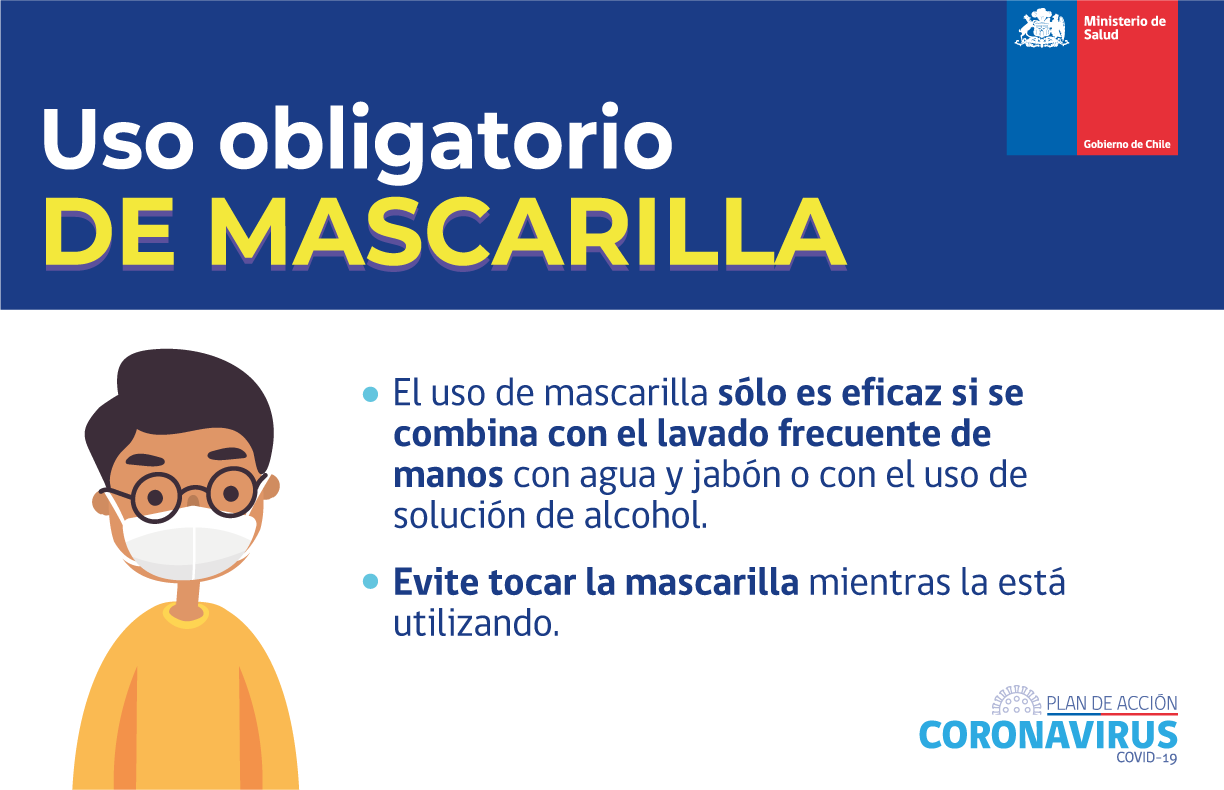 Ministerio de
Salud
Gobierno de Chile
Uso obligatorio
DE MASCARILLA
El uso de mascarilla sólo es eficaz si se
combina con el lavado frecuente de
manos con agua y jabón o con el uso de
solución de alcohol.
Evite tocar la mascarilla mientras la está
utilizando.
PLAN DE ACCIÓN
CORONAVIRUS
COVID-19